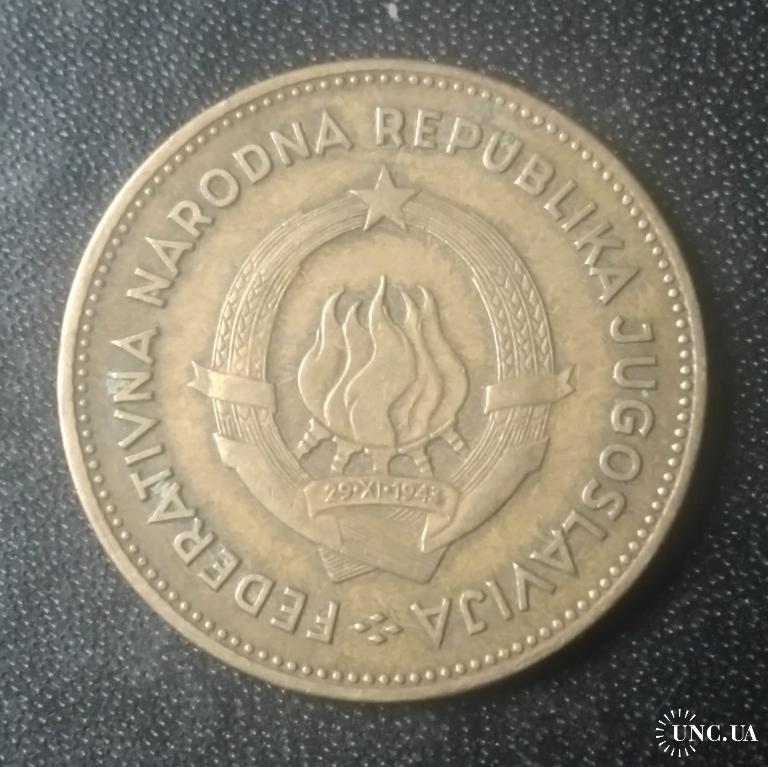 FEDERATIVNA NARODNA REPUBLIKA JUGOSLAVIJA
29·XI·1943
UNC.UA